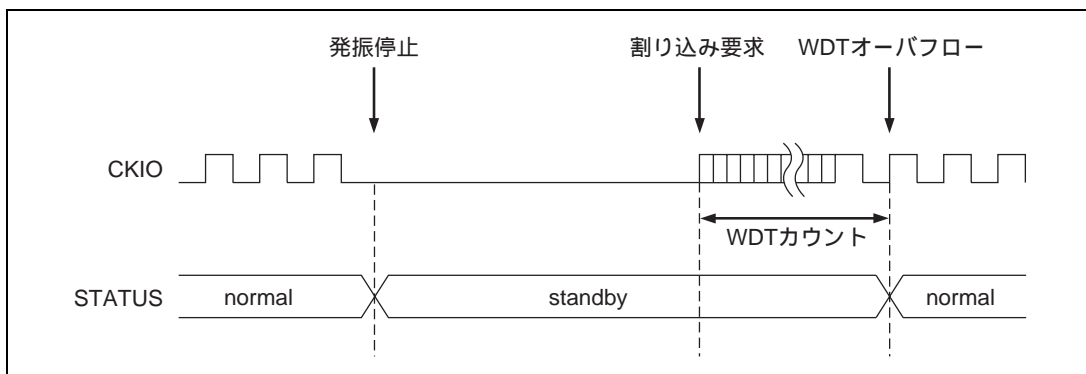 発振停止
割り込み要求
WDTオーバフロー
CKIO
WDTカウント
STATUS
normal
standby
normal